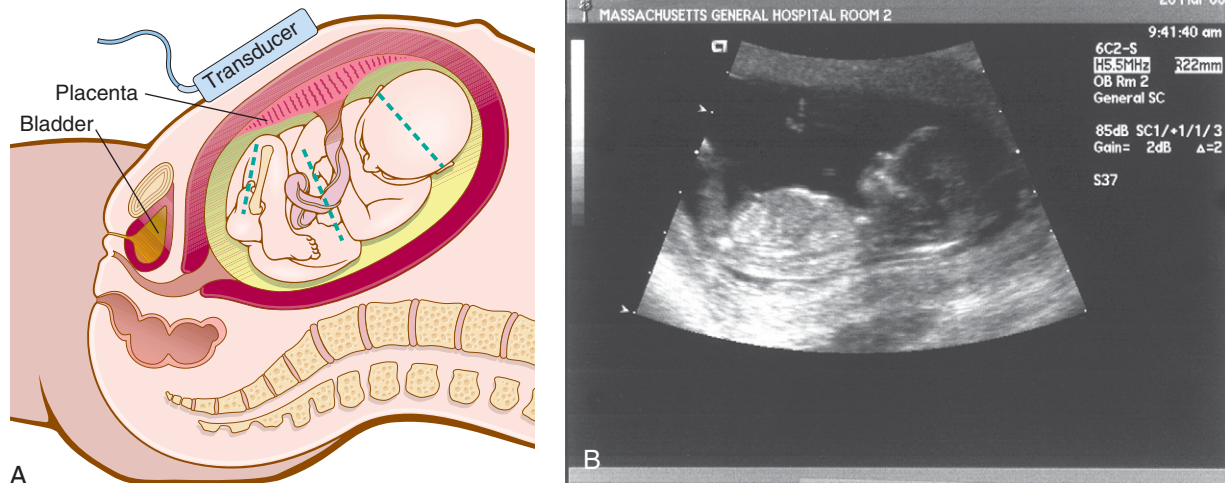 Transducer
Placenta
Bladder
A
MASSACHUSETTS GENERAL HOSPITAL ROOM 2
9:41:40 am
6C2-S
H5.5MHz R22mm
OB Rm 2
General SC
85dB SC1/+1/1/3
Gain= 2dB Δ=2
S37
B